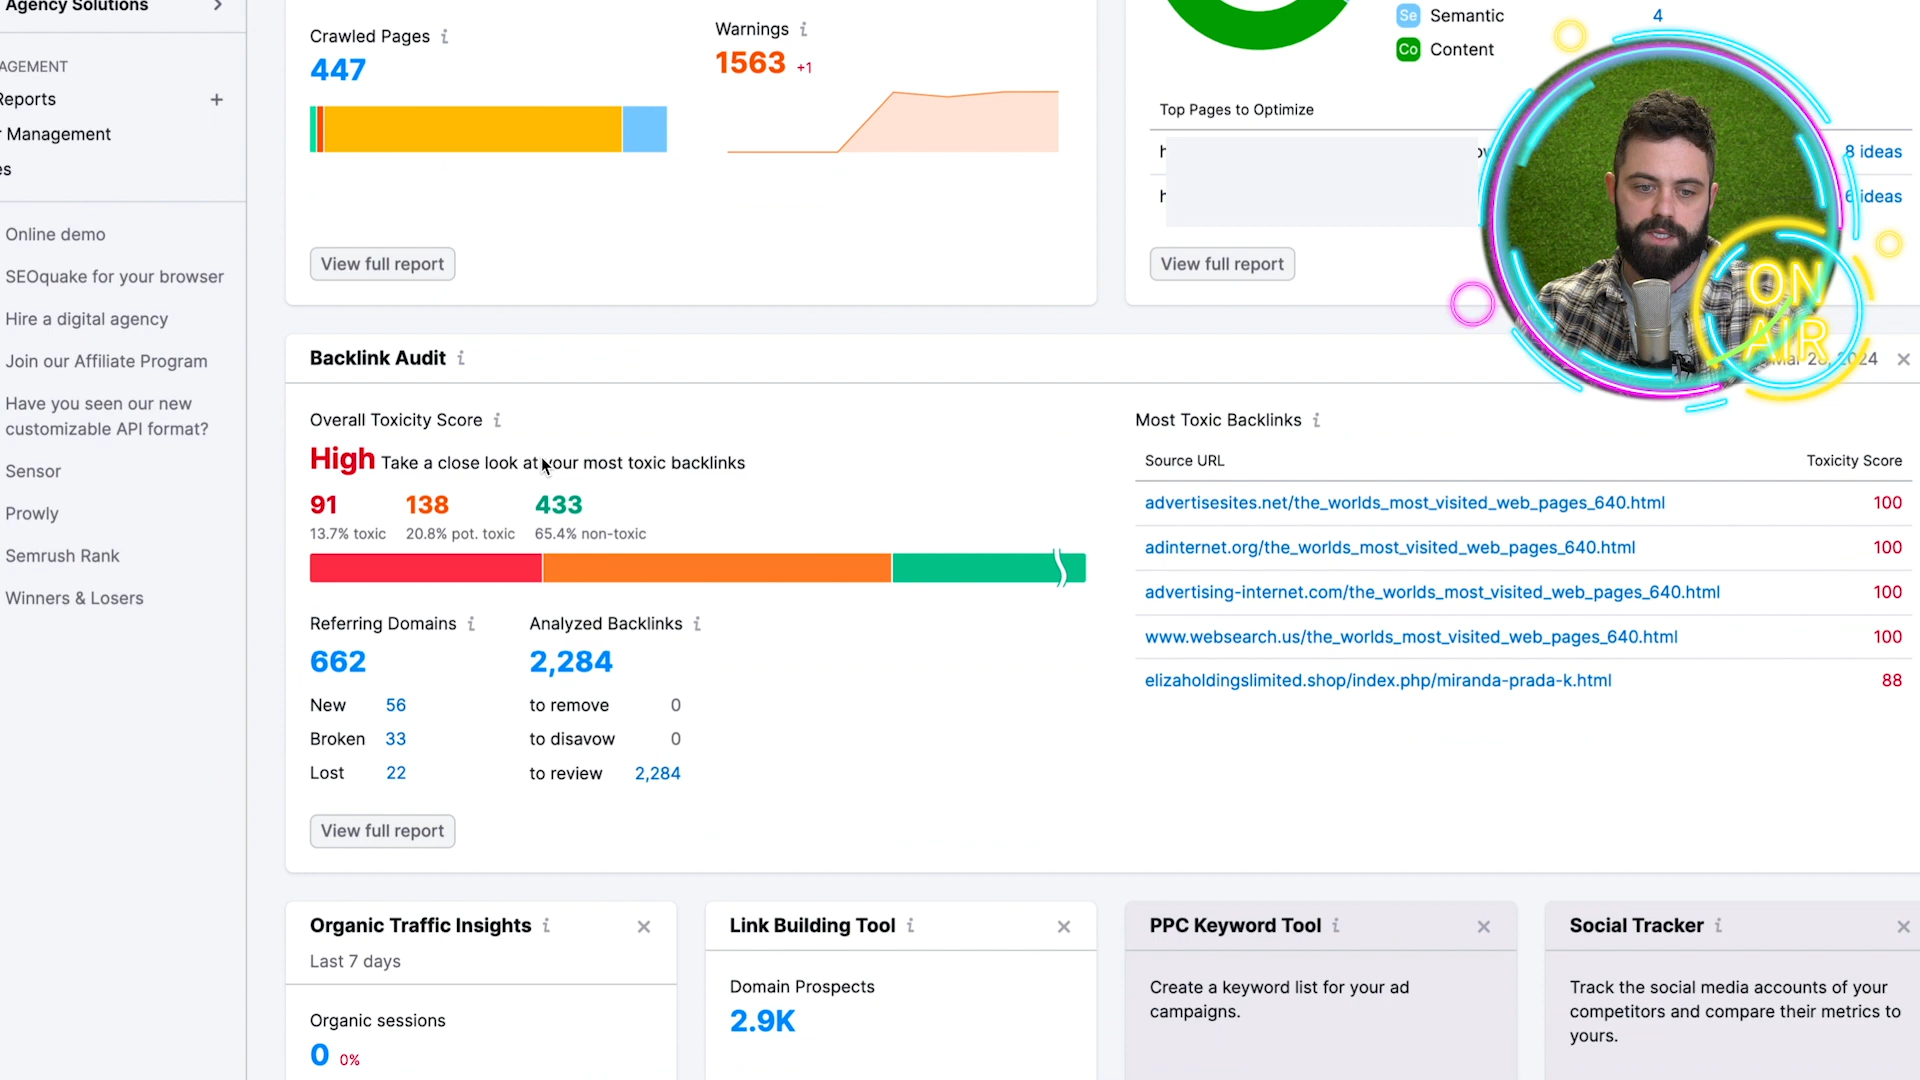 Agency Solutions
AGEMENT
Reports
r Management
es
Online demo
SEOquake for your browser
Hire a digital agency
Join our Affiliate Program
Have you seen our new
customizable API format?
Sensor
Prowly
Semrush Rank
Winners & Losers
Crawled Pages i
447
Warnings i
1563 +1
View full report
Se Semantic 4
Co Content
Top Pages to Optimize
h
8 ideas
h
6 ideas
View full report
ON
AIR
Backlink Audit i
Overall Toxicity Score i
High Take a close look at your most toxic backlinks
91 138 433
13.7% toxic 20.8% pot. toxic 65.4% non-toxic
Referring Domains i
662
New 56
Broken 33
Lost 22
Analyzed Backlinks i
2,284
to remove 0
to disavow 0
to review 2,284
View full report
Most Toxic Backlinks i
Source URL Toxicity Score
advertisesites.net/the_worlds_most_visited_web_pages_640.html 100
adinternet.org/the_worlds_most_visited_web_pages_640.html 100
advertising-internet.com/the_worlds_most_visited_web_pages_640.html 100
www.websearch.us/the_worlds_most_visited_web_pages_640.html 100
elizaholdingslimited.shop/index.php/miranda-prada-k.html 88
Organic Traffic Insights i
Last 7 days
Organic sessions
0 0%
Link Building Tool i
Domain Prospects
2.9K
PPC Keyword Tool i
Create a keyword list for your ad
campaigns.
Social Tracker i
Track the social media accounts of your
competitors and compare their metrics to
yours.